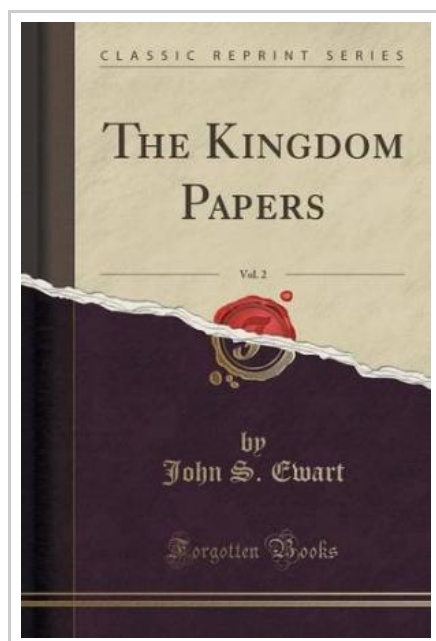 CLASSIC REPRINT SERIES
THE KINGDOM
PAPERS
Vol. 2
by
John S. Ewart
Forgotten Books